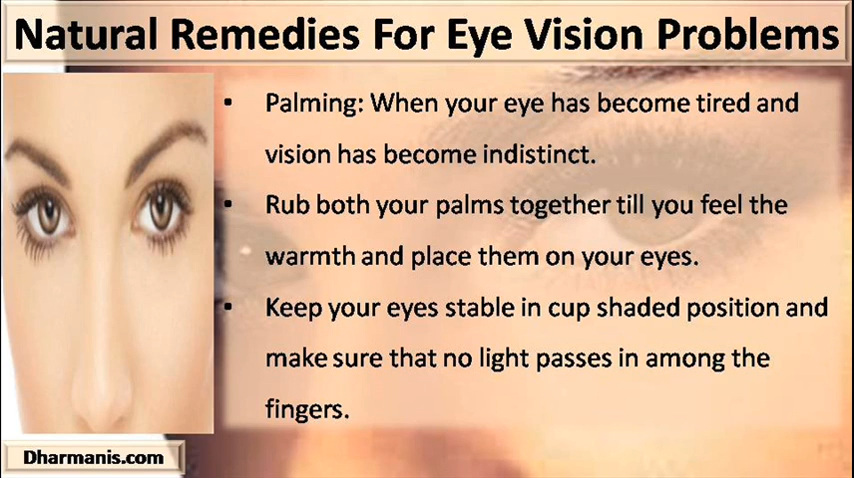 Natural Remedies For Eye Vision Problems
• Palming: When your eye has become tired and
vision has become indistinct.
• Rub both your palms together till you feel the
warmth and place them on your eyes.
• Keep your eyes stable in cup shaded position and
make sure that no light passes in among the
fingers.
Dharmanis.com